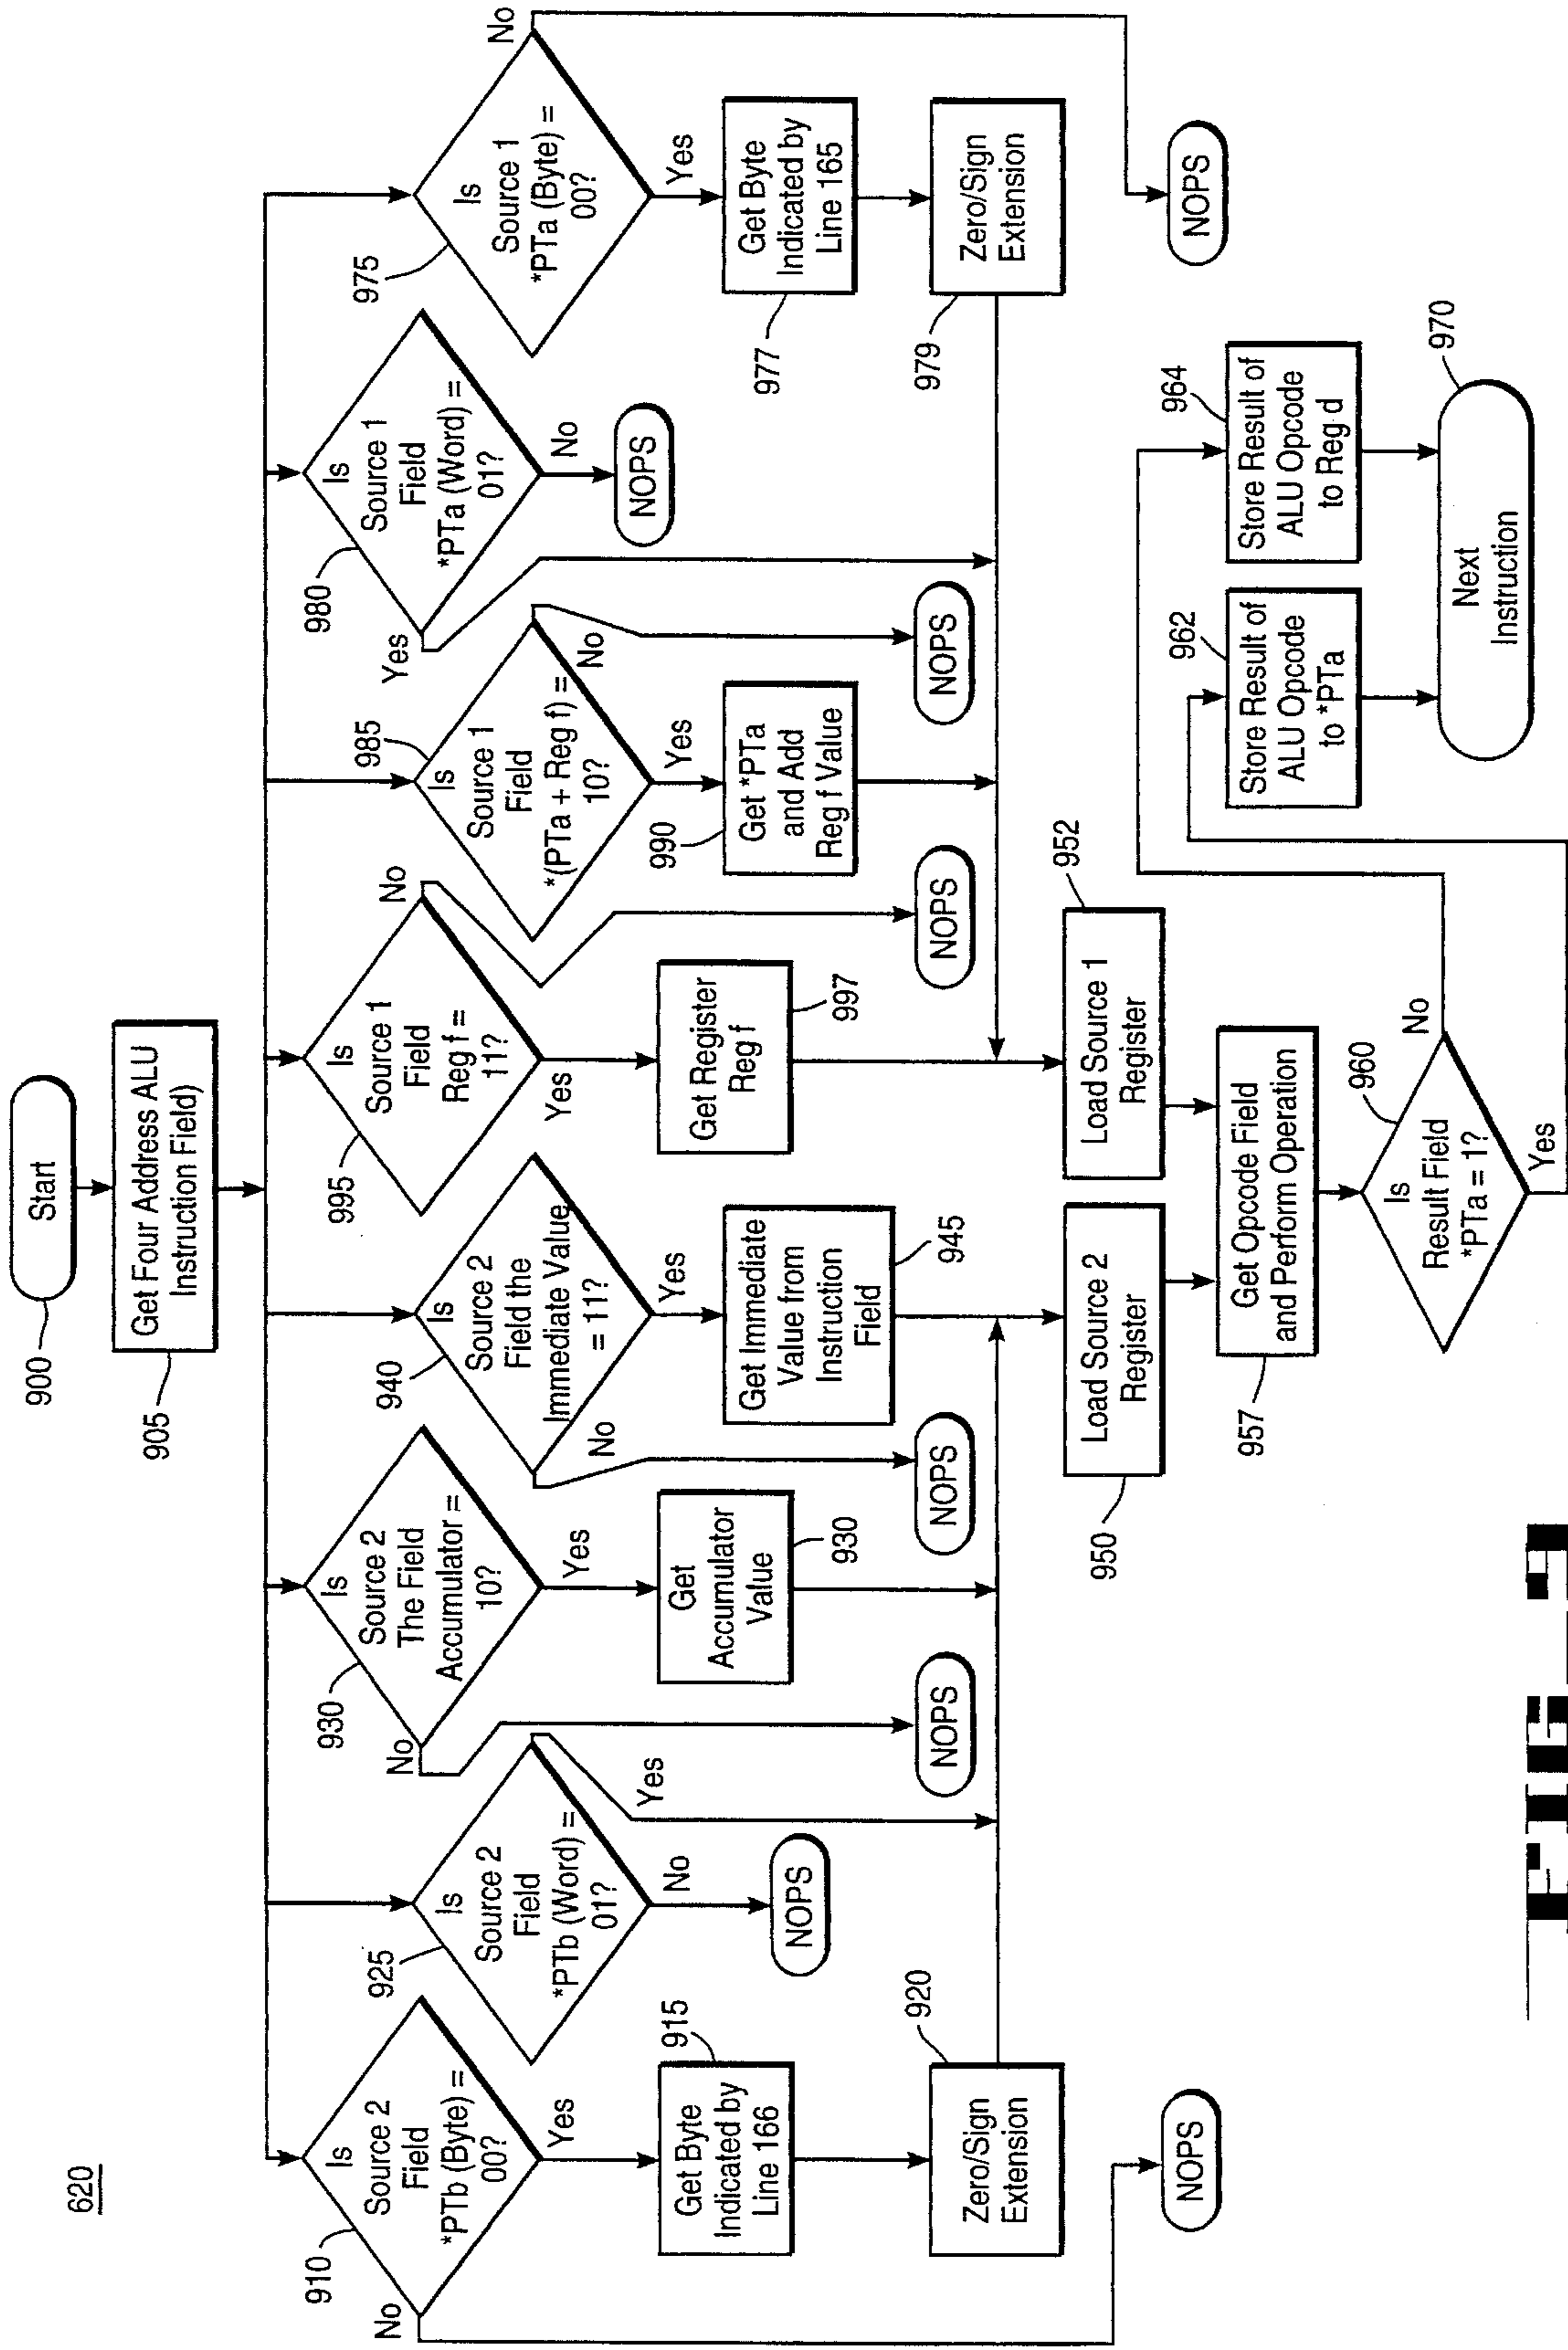 620
Start
900
Get Four Address ALU
Instruction Field)
905
Is
Source 2
Field
*PTb (Byte) =
00?
910
No
Yes
Get Byte
Indicated by
Line 166
915
Zero/Sign
Extension
920
NOPS
Is
Source 2
Field
*PTb (Word) =
01?
925
Yes
No
NOPS
Is
Source 2
The Field
Accumulator =
10?
930
No
Yes
Get
Accumulator
Value
930
NOPS
Is
Source 2
Field the
Immediate Value
= 11?
940
No
Yes
Get Immediate
Value from
Instruction
Field
945
NOPS
Is
Source 1
Field
Reg f =
11?
995
No
Yes
Get Register
Reg f
997
NOPS
Is
Source 1
Field
*(PTa + Reg f) =
10?
985
No
Yes
Get *PTa
and Add
Reg f Value
990
NOPS
Is
Source 1
Field
*PTa (Word) =
01?
980
Yes
No
NOPS
Is
Source 1
*PTa (Byte) =
00?
975
No
Yes
Get Byte
Indicated by
Line 165
977
Zero/Sign
Extension
979
NOPS
Load Source 2
Register
950
Load Source 1
Register
952
Get Opcode Field
and Perform Operation
957
Is
Result Field
*PTa = 1?
960
No
Yes
Store Result of
ALU Opcode
to *PTa
962
Store Result of
ALU Opcode
to Reg d
964
Next
Instruction
970